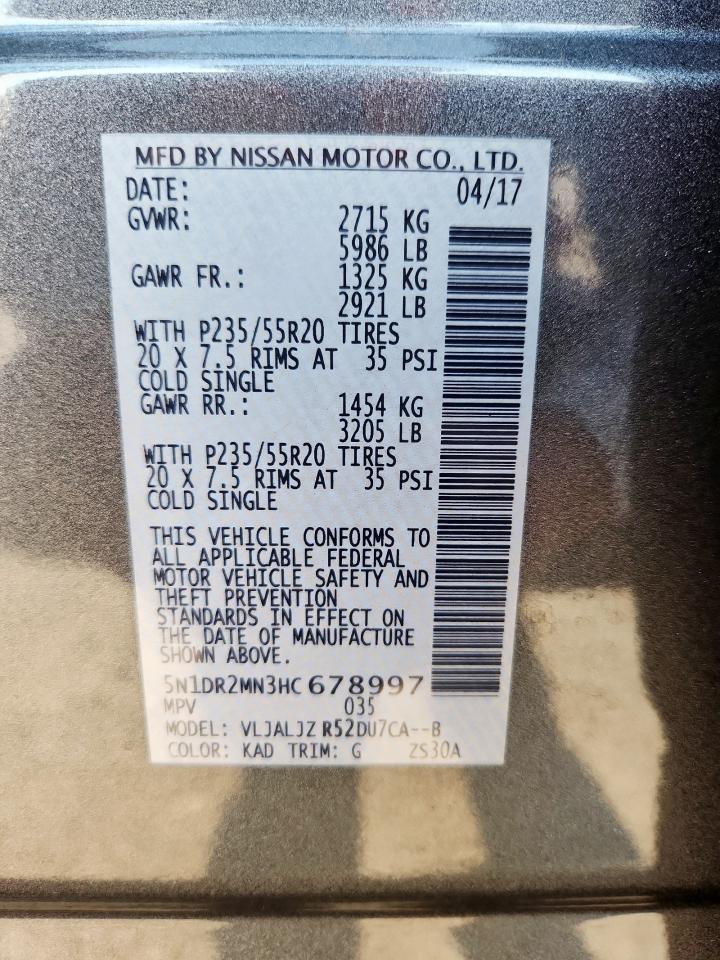 MFD BY NISSAN MOTOR CO., LTD.
DATE: 04/17
GVWR: 2715 KG
5986 LB
GAWR FR.: 1325 KG
2921 LB
WITH P235/55R20 TIRES
20 X 7.5 RIMS AT 35 PSI
COLD SINGLE
GAWR RR.: 1454 KG
3205 LB
WITH P235/55R20 TIRES
20 X 7.5 RIMS AT 35 PSI
COLD SINGLE
THIS VEHICLE CONFORMS TO
ALL APPLICABLE FEDERAL
MOTOR VEHICLE SAFETY AND
THEFT PREVENTION
STANDARDS IN EFFECT ON
THE DATE OF MANUFACTURE
SHOWN ABOVE.
5N1DR2MN3HC678997
MPV 035
MODEL: VLJALJZ R52DU7CA--B
COLOR: KAD TRIM: G ZS30A